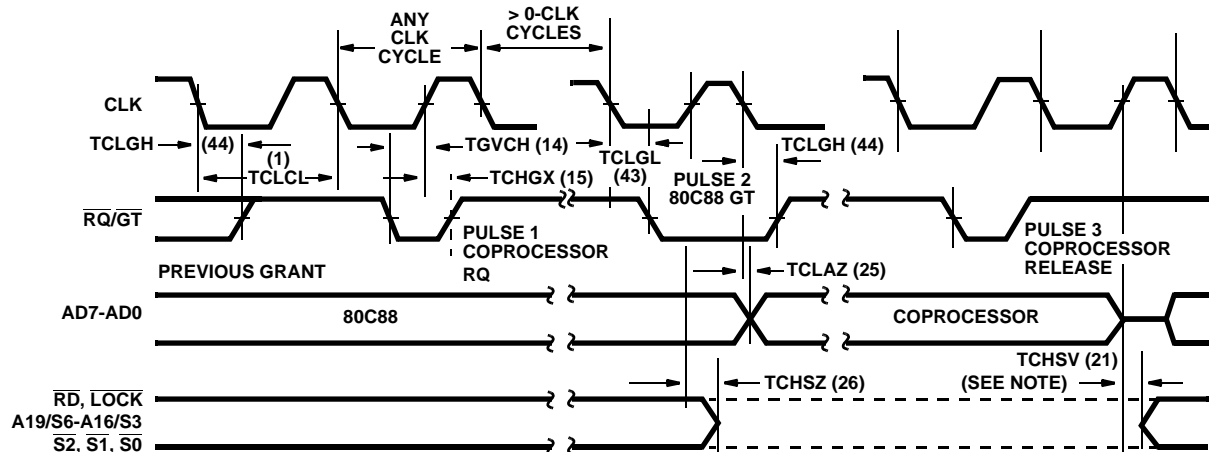 ANY
CLK
CYCLE
> 0-CLK
CYCLES
CLK
TCLGH
(44)
(1)
TCLCL
TGVCH (14)
TCHGX (15)
TCLGL
(43)
PULSE 2
80C88 GT
TCLGH (44)
RQ/GT
PREVIOUS GRANT
PULSE 1
COPROCESSOR
RQ
PULSE 3
COPROCESSOR
RELEASE
TCLAZ (25)
AD7-AD0
80C88
COPROCESSOR
TCHSZ (26)
TCHSV (21)
(SEE NOTE)
RD, LOCK
A19/S6-A16/S3
S2, S1, S0